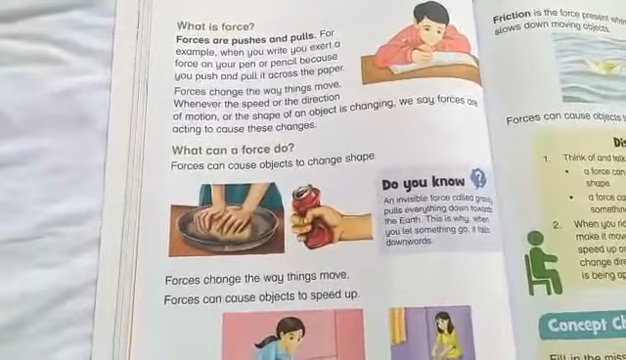 What is force?
Forces are pushes and pulls. For
example, when you write you exert a
force on your pen or pencil because
you push and pull it across the paper.
Forces change the way things move.
Whenever the speed or the direction
of motion, or the shape of an object is changing, we say forces are
acting to cause these changes.
What can a force do?
Forces can cause objects to change shape
Do you know ?
An invisible force called gravity
pulls everything down towards
the Earth. This is why, when
you let something go, it falls
downwards.
Forces change the way things move.
Forces can cause objects to speed up.
Friction is the force present
slows down moving objects.
Forces can cause objects
1. Think of and talk
• a force can
shape
• a force
2. When you
make it
speed up
change
is being
Concept
Fill in the